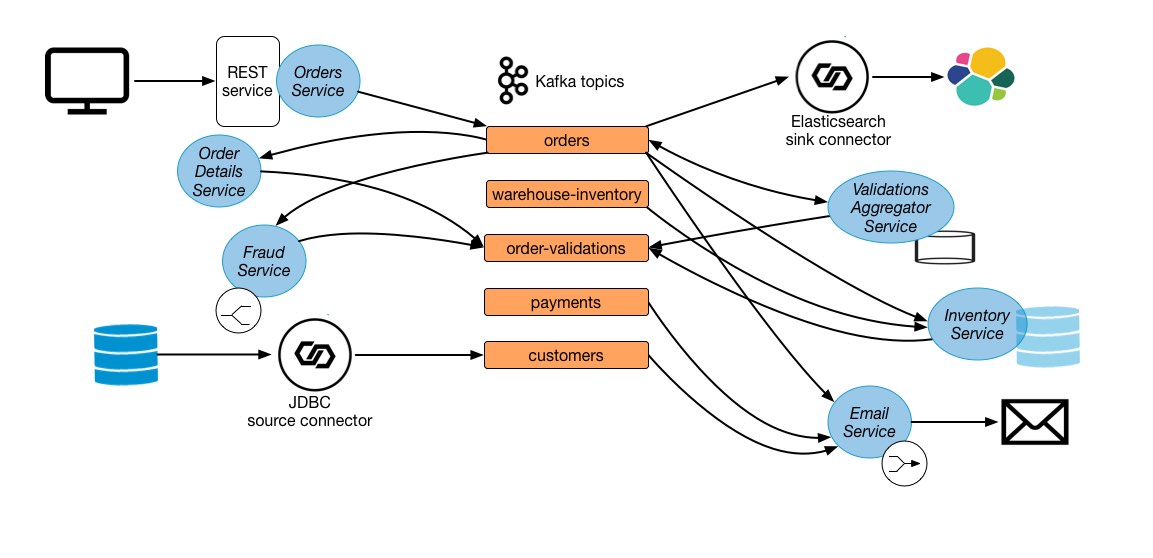 REST
service
Orders
Service
Kafka topics
Elasticsearch
sink connector
orders
Order
Details
Service
warehouse-inventory
Validations
Aggregator
Service
order-validations
Fraud
Service
payments
Inventory
Service
customers
JDBC
source connector
Email
Service